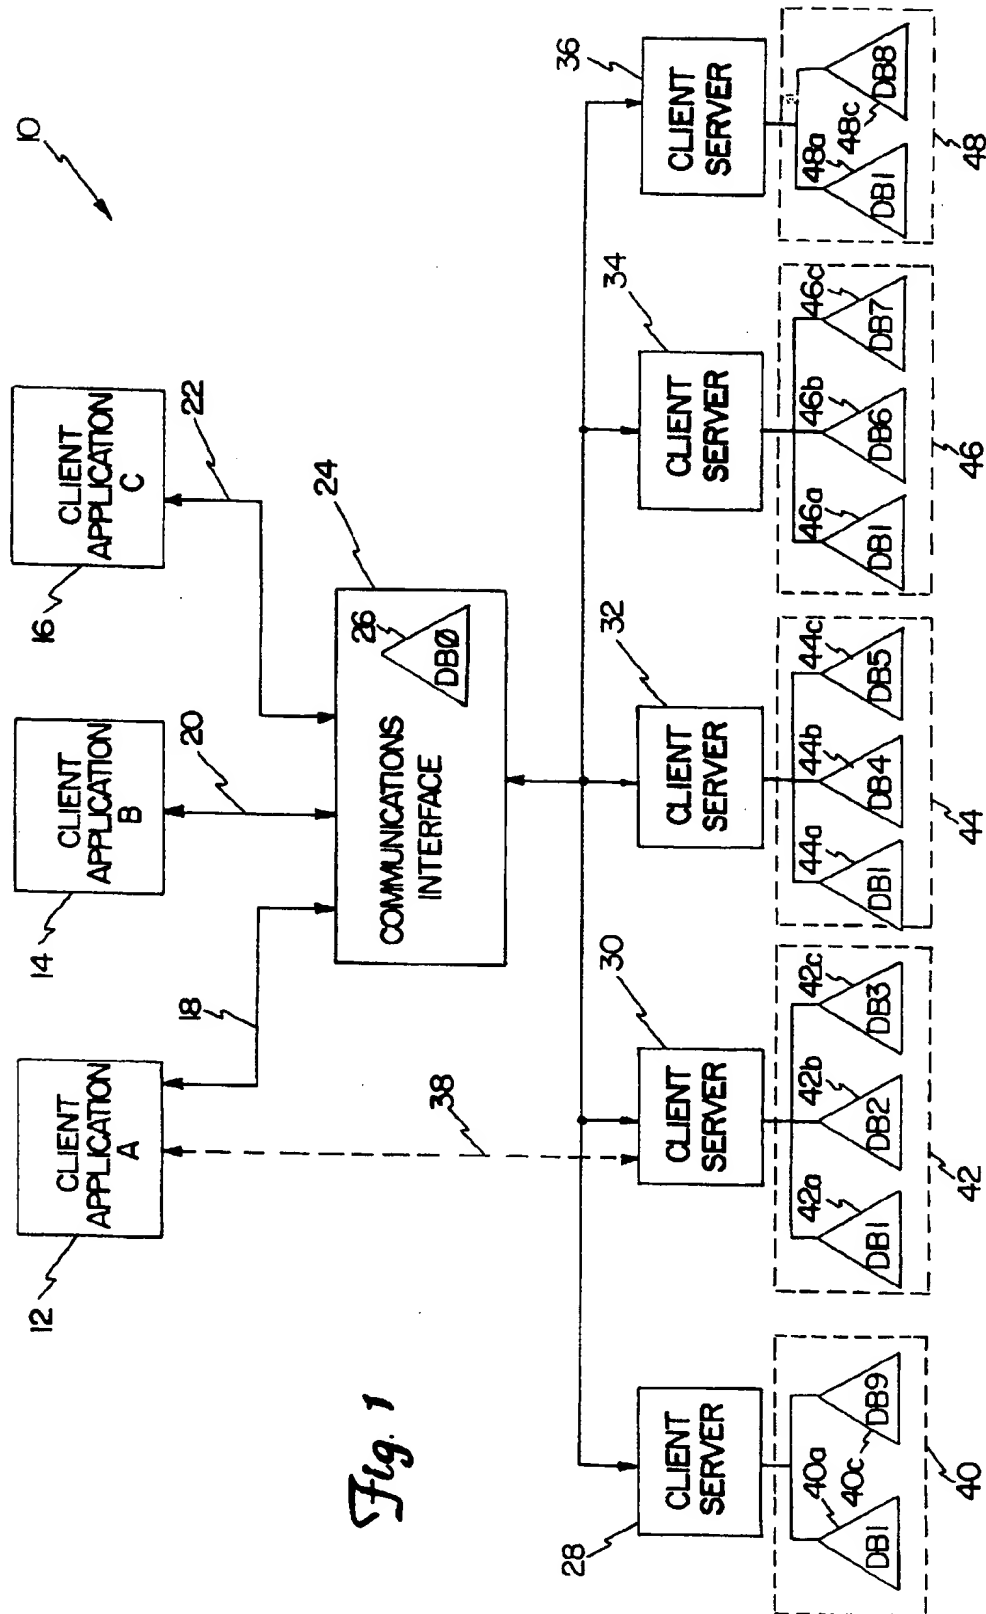 10
CLIENT
APPLICATION
A
12
CLIENT
APPLICATION
B
14
CLIENT
APPLICATION
C
16
18
20
22
COMMUNICATIONS
INTERFACE
24
26
DBØ
38
CLIENT
SERVER
28
CLIENT
SERVER
30
CLIENT
SERVER
32
CLIENT
SERVER
34
CLIENT
SERVER
36
40a
DB1
40c
DB9
40
42a
DB1
42b
DB2
42c
DB3
42
44a
DB1
44b
DB4
44c
DB5
44
46a
DB1
46b
DB6
46c
DB7
46
48a
DB1
48c
DB8
48
Fig. 1